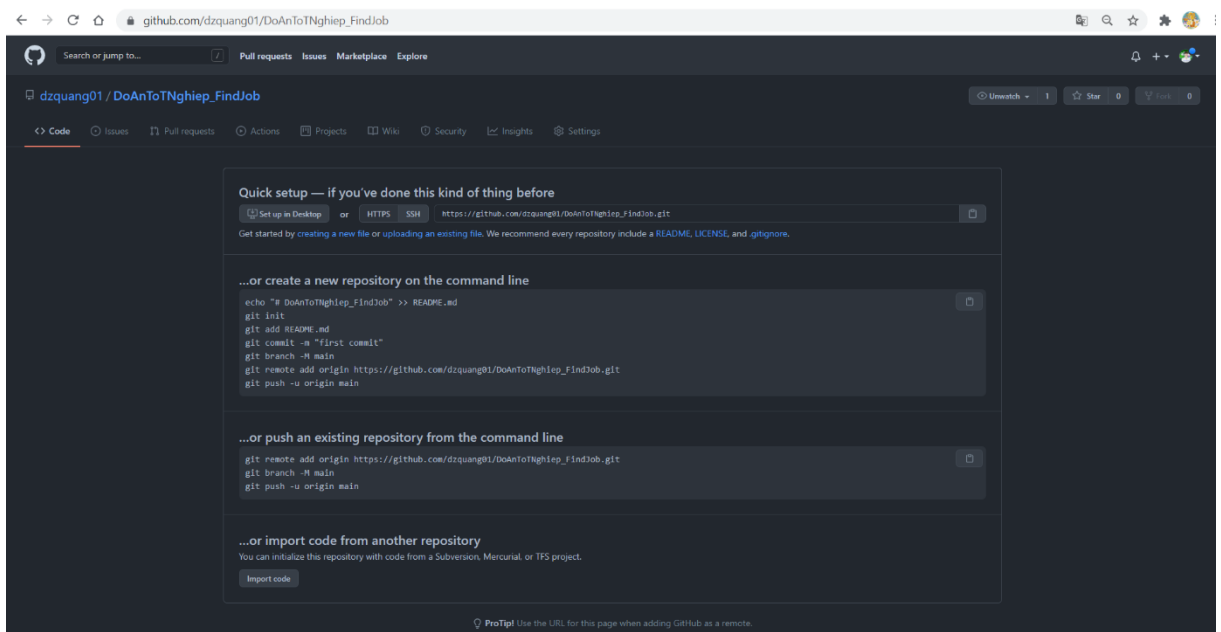 github.com/dzquang01/DoAnToTNghiep_FindJob
Search or jump to... / Pull requests Issues Marketplace Explore
dzquang01 / DoAnToTNghiep_FindJob Unwatch 1 Star 0 Fork 0
<> Code Issues Pull requests Actions Projects Wiki Security Insights Settings
Quick setup — if you've done this kind of thing before
Set up in Desktop or HTTPS SSH https://github.com/dzquang01/DoAnToTNghiep_FindJob.git
Get started by creating a new file or uploading an existing file. We recommend every repository include a README, LICENSE, and .gitignore.
...or create a new repository on the command line
echo "# DoAnToTNghiep_FindJob" >> README.md
git init
git add README.md
git commit -m "first commit"
git branch -M main
git remote add origin https://github.com/dzquang01/DoAnToTNghiep_FindJob.git
git push -u origin main
...or push an existing repository from the command line
git remote add origin https://github.com/dzquang01/DoAnToTNghiep_FindJob.git
git branch -M main
git push -u origin main
...or import code from another repository
You can initialize this repository with code from a Subversion, Mercurial, or TFS project.
Import code
ProTip! Use the URL for this page when adding GitHub as a remote.